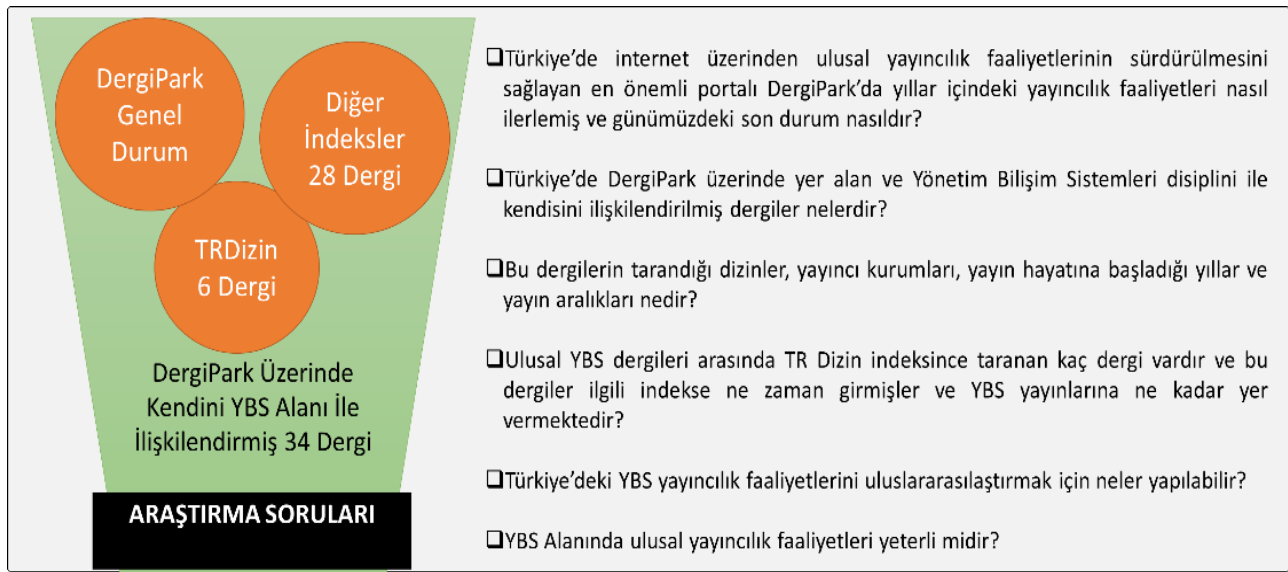 DergiPark
Genel
Durum
Diğer
İndeksler
28 Dergi
TRDizin
6 Dergi
DergiPark Üzerinde
Kendini YBS Alanı İle
İlişkilendirmiş 34 Dergi
ARAŞTIRMA SORULARI
❑Türkiye’de internet üzerinden ulusal yayıncılık faaliyetlerinin sürdürülmesini
sağlayan en önemli portalı DergiPark’da yıllar içindeki yayıncılık faaliyetleri nasıl
ilerlemiş ve günümüzdeki son durum nasıldır?
❑Türkiye’de DergiPark üzerinde yer alan ve Yönetim Bilişim Sistemleri disiplini ile
kendisini ilişkilendirilmiş dergiler nelerdir?
❑Bu dergilerin tarandığı dizinler, yayıncı kurumları, yayın hayatına başladığı yıllar ve
yayın aralıkları nedir?
❑Ulusal YBS dergileri arasında TR Dizin indeksince taranan kaç dergi vardır ve bu
dergiler ilgili indekse ne zaman girmişler ve YBS yayınlarına ne kadar yer
vermektedir?
❑Türkiye’deki YBS yayıncılık faaliyetlerini uluslararasılaştırmak için neler yapılabilir?
❑YBS Alanında ulusal yayıncılık faaliyetleri yeterli midir?